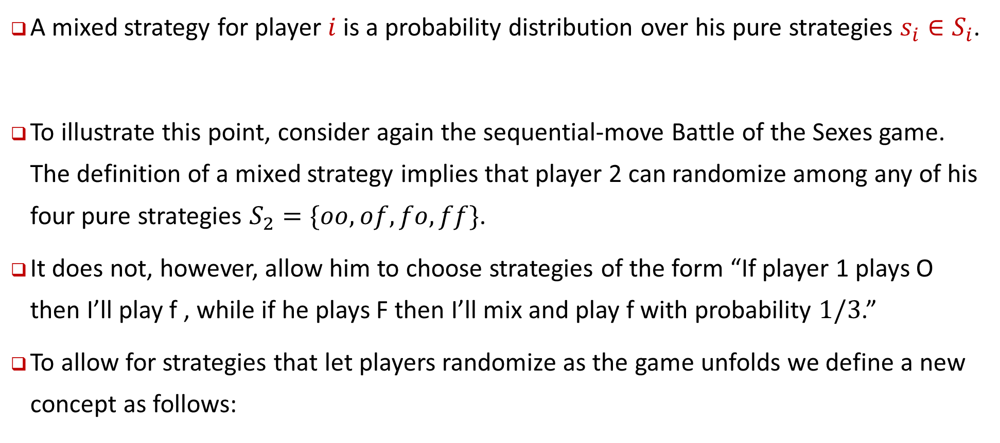 ❑A mixed strategy for player i is a probability distribution over his pure strategies sᵢ ∈ Sᵢ.
❑To illustrate this point, consider again the sequential-move Battle of the Sexes game.
The definition of a mixed strategy implies that player 2 can randomize among any of his
four pure strategies S₂ = {oo, of, fo, ff}.
❑It does not, however, allow him to choose strategies of the form “If player 1 plays O
then I’ll play f , while if he plays F then I’ll mix and play f with probability 1/3.”
❑To allow for strategies that let players randomize as the game unfolds we define a new
concept as follows: